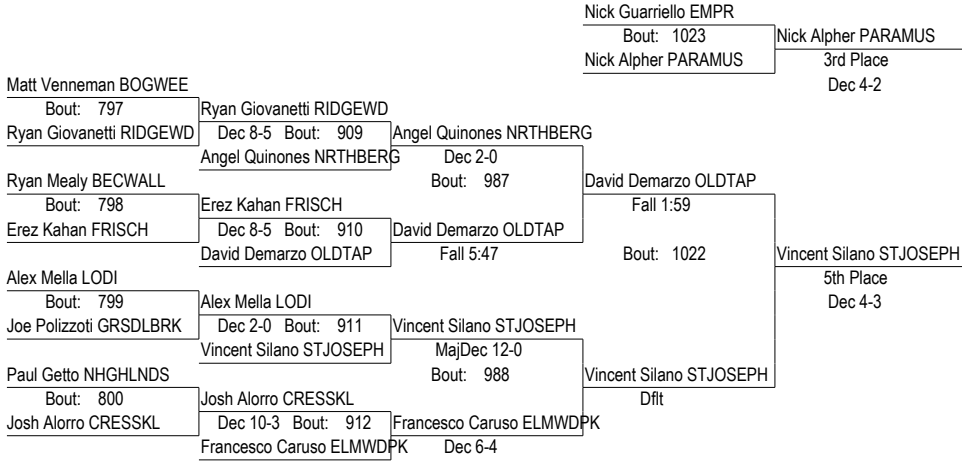 Nick Guarriello EMPR
Bout: 1023 Nick Alpher PARAMUS
Nick Alpher PARAMUS 3rd Place
Matt Venneman BOGWEE Dec 4-2
Bout: 797 Ryan Giovanetti RIDGEWD
Ryan Giovanetti RIDGEWD Dec 8-5 Bout: 909 Angel Quinones NRTHBERG
Angel Quinones NRTHBERG Dec 2-0
Ryan Mealy BECWALL Bout: 987 David Demarzo OLDTAP
Bout: 798 Erez Kahan FRISCH Fall 1:59
Erez Kahan FRISCH Dec 8-5 Bout: 910 David Demarzo OLDTAP
David Demarzo OLDTAP Fall 5:47 Bout: 1022 Vincent Silano STJOSEPH
Alex Mella LODI 5th Place
Bout: 799 Alex Mella LODI Dec 4-3
Joe Polizzoti GRSDLBRK Dec 2-0 Bout: 911 Vincent Silano STJOSEPH
Vincent Silano STJOSEPH MajDec 12-0
Paul Getto NHGHLNDS Bout: 988 Vincent Silano STJOSEPH
Bout: 800 Josh Alorro CRESSKL Dflt
Josh Alorro CRESSKL Dec 10-3 Bout: 912 Francesco Caruso ELMWDPK
Francesco Caruso ELMWDPK Dec 6-4